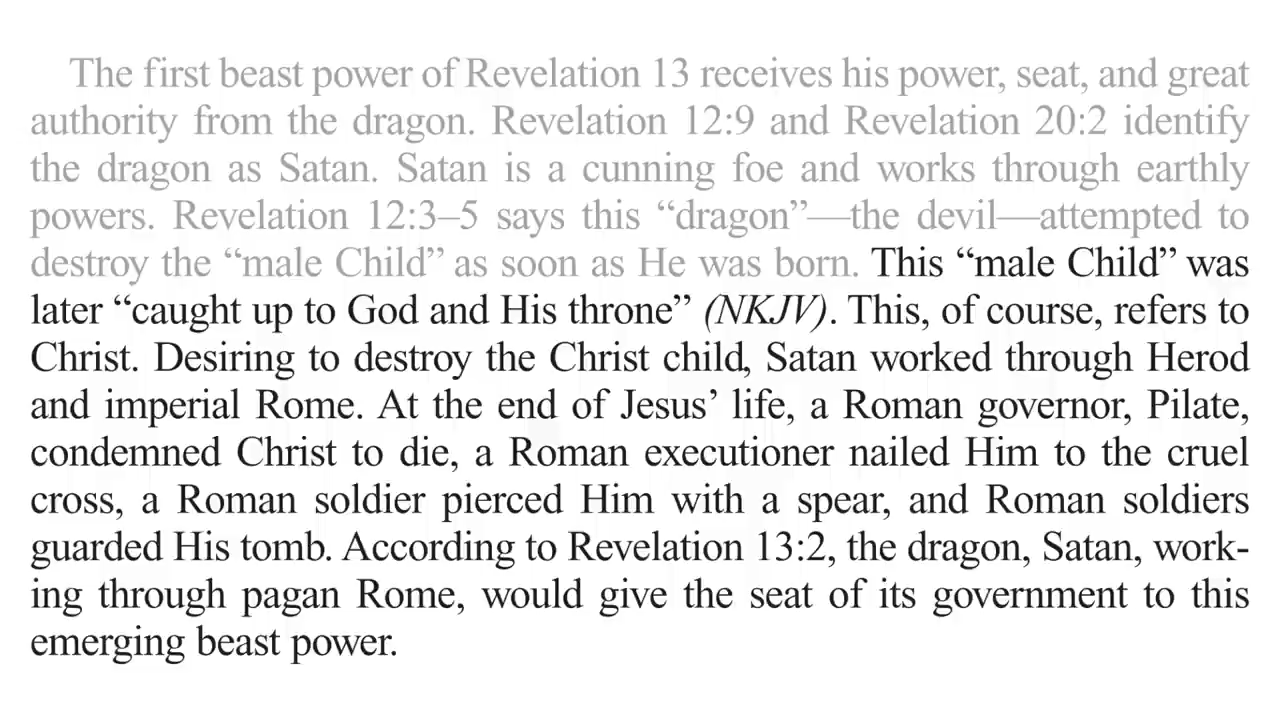 The first beast power of Revelation 13 receives his power, seat, and great
authority from the dragon. Revelation 12:9 and Revelation 20:2 identify
the dragon as Satan. Satan is a cunning foe and works through earthly
powers. Revelation 12:3–5 says this “dragon”—the devil—attempted to
destroy the “male Child” as soon as He was born. This “male Child” was
later “caught up to God and His throne” (NKJV). This, of course, refers to
Christ. Desiring to destroy the Christ child, Satan worked through Herod
and imperial Rome. At the end of Jesus’ life, a Roman governor, Pilate,
condemned Christ to die, a Roman executioner nailed Him to the cruel
cross, a Roman soldier pierced Him with a spear, and Roman soldiers
guarded His tomb. According to Revelation 13:2, the dragon, Satan, work-
ing through pagan Rome, would give the seat of its government to this
emerging beast power.